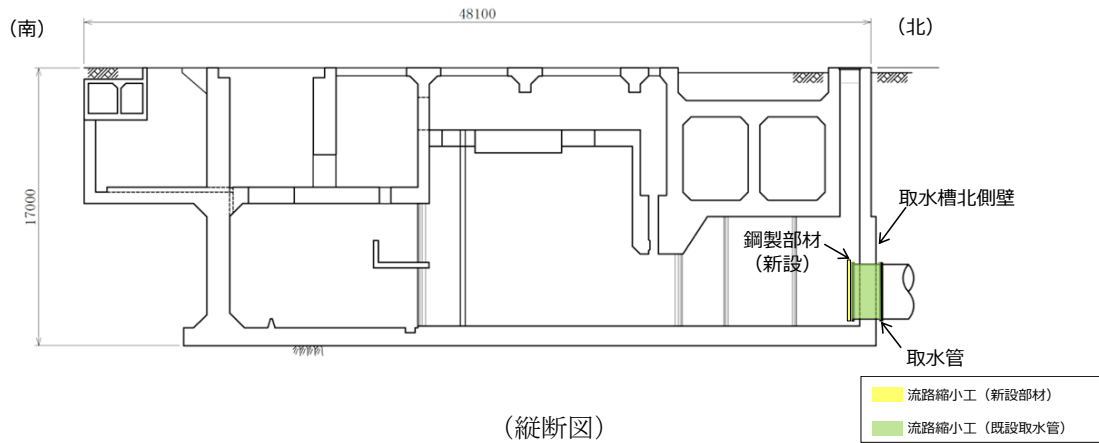 48100
（南）
（北）
17000
取水槽北側壁
鋼製部材
（新設）
取水管
流路縮小工（新設部材）
流路縮小工（既設取水管）
（縦断図）